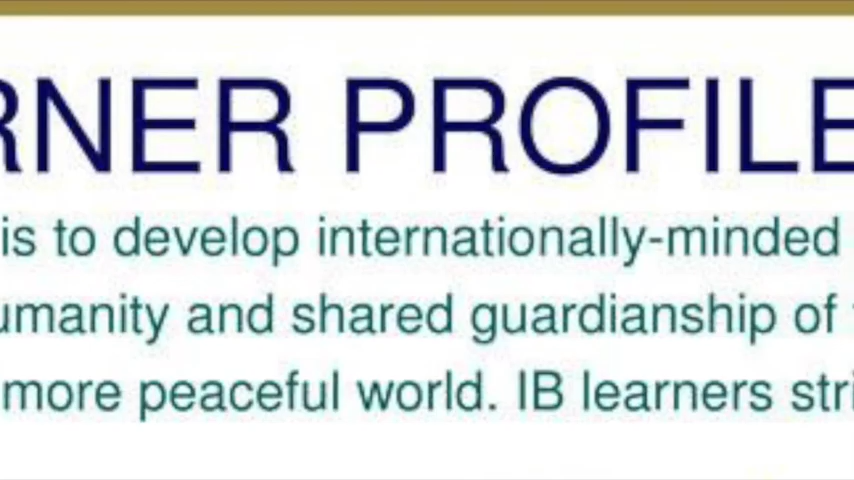 RNER PROFILE
is to develop internationally-minded
umanity and shared guardianship of
more peaceful world. IB learners stri